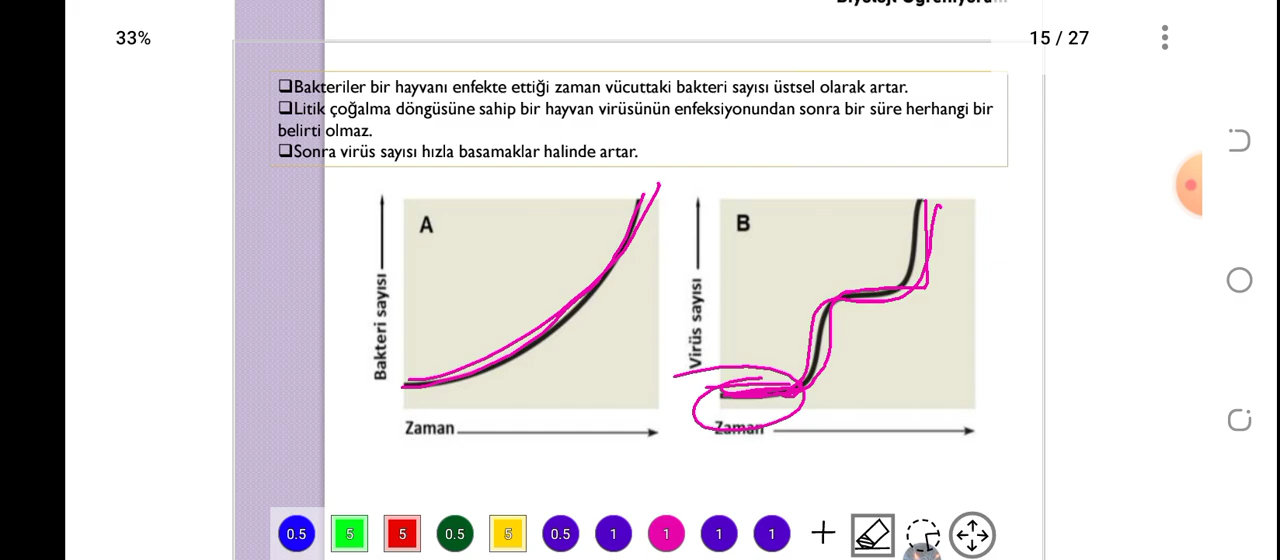 33%
15 / 27
❑Bakteriler bir hayvanı enfekte ettiği zaman vücuttaki bakteri sayısı üstsel olarak artar.
❑Litik çoğalma döngüsüne sahip bir hayvan virüsünün enfeksiyonundan sonra bir süre herhangi bir
belirti olmaz.
❑Sonra virüs sayısı hızla basamaklar halinde artar.
A
Bakteri sayısı
Zaman
B
Virüs sayısı
Zaman
0.5 5 5 0.5 5 0.5 1 1 1 1